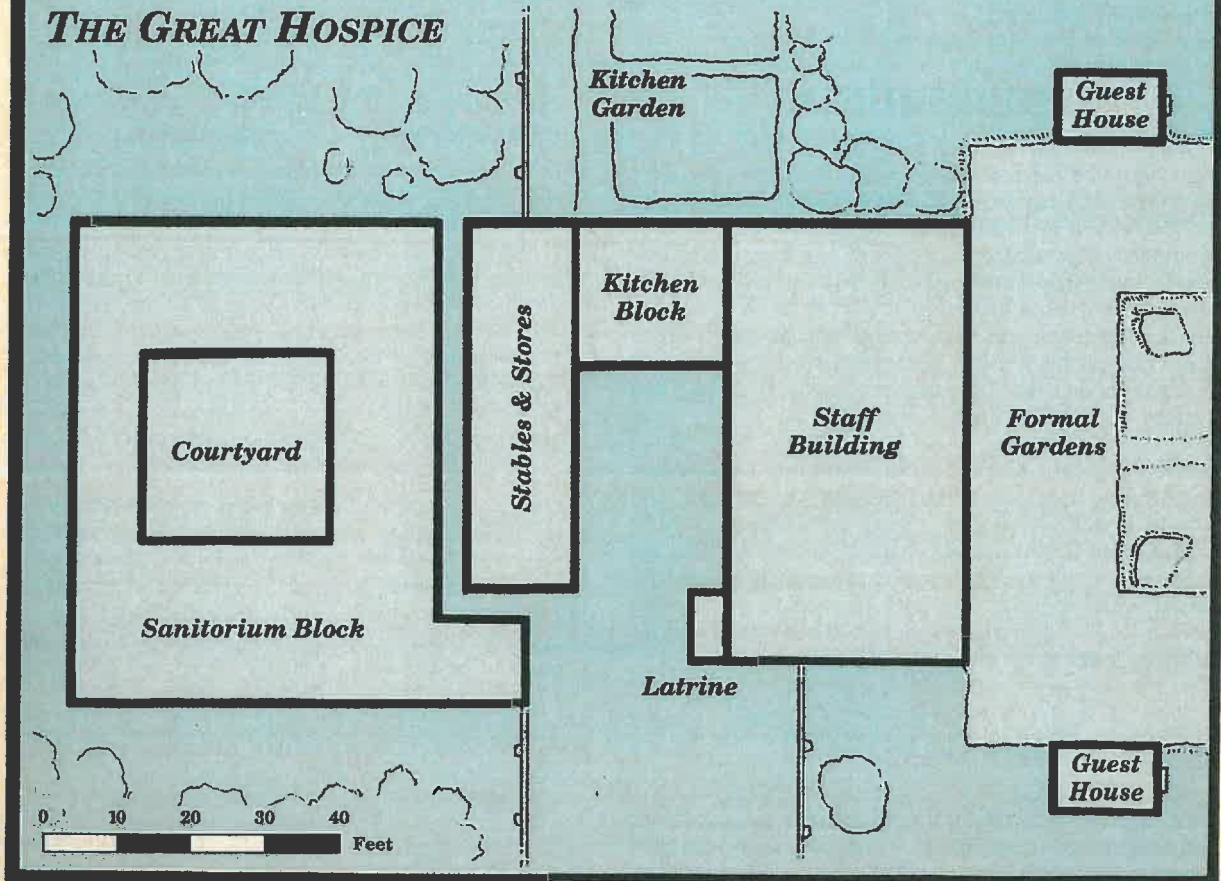 THE GREAT HOSPICE
Kitchen
Garden
Guest
House
Kitchen
Block
Stables & Stores
Courtyard
Staff
Building
Formal
Gardens
Sanitorium Block
Latrine
Guest
House
0 10 20 30 40
Feet